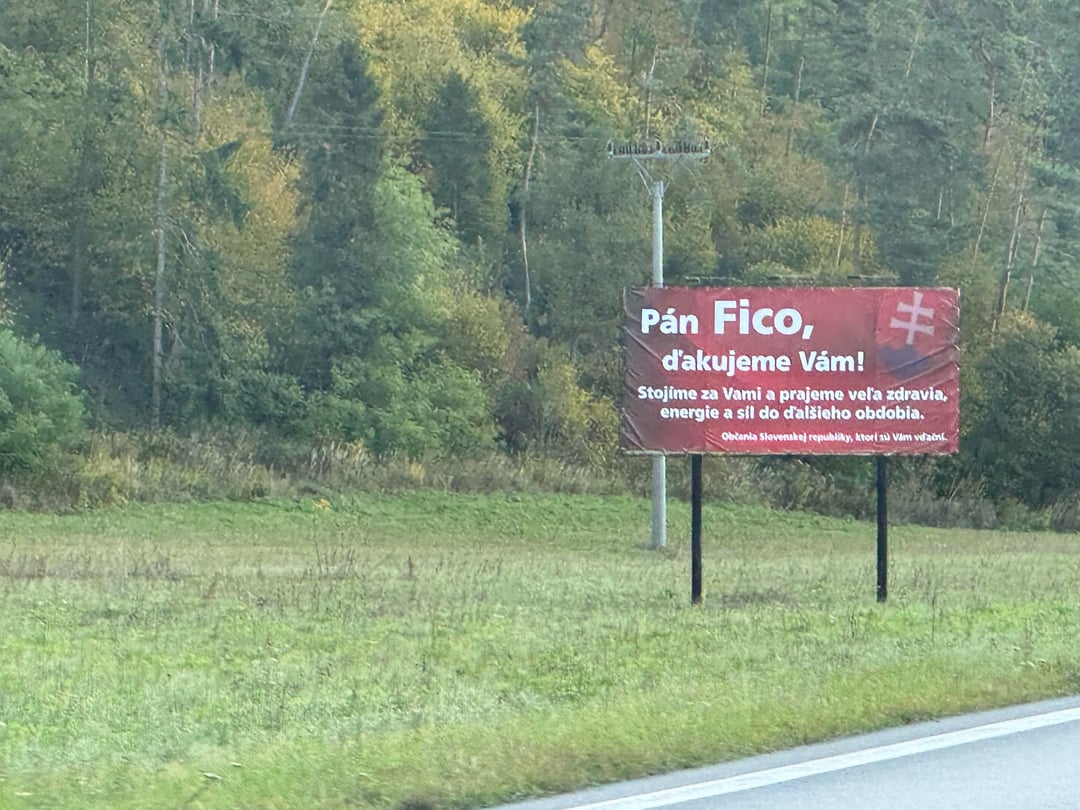 Pán Fico,
ďakujeme Vám!
Stojíme za Vami a prajeme veľa zdravia,
energie a síl do ďalšieho obdobia.
Občania Slovenskej republiky, ktorí sú Vám vďační.